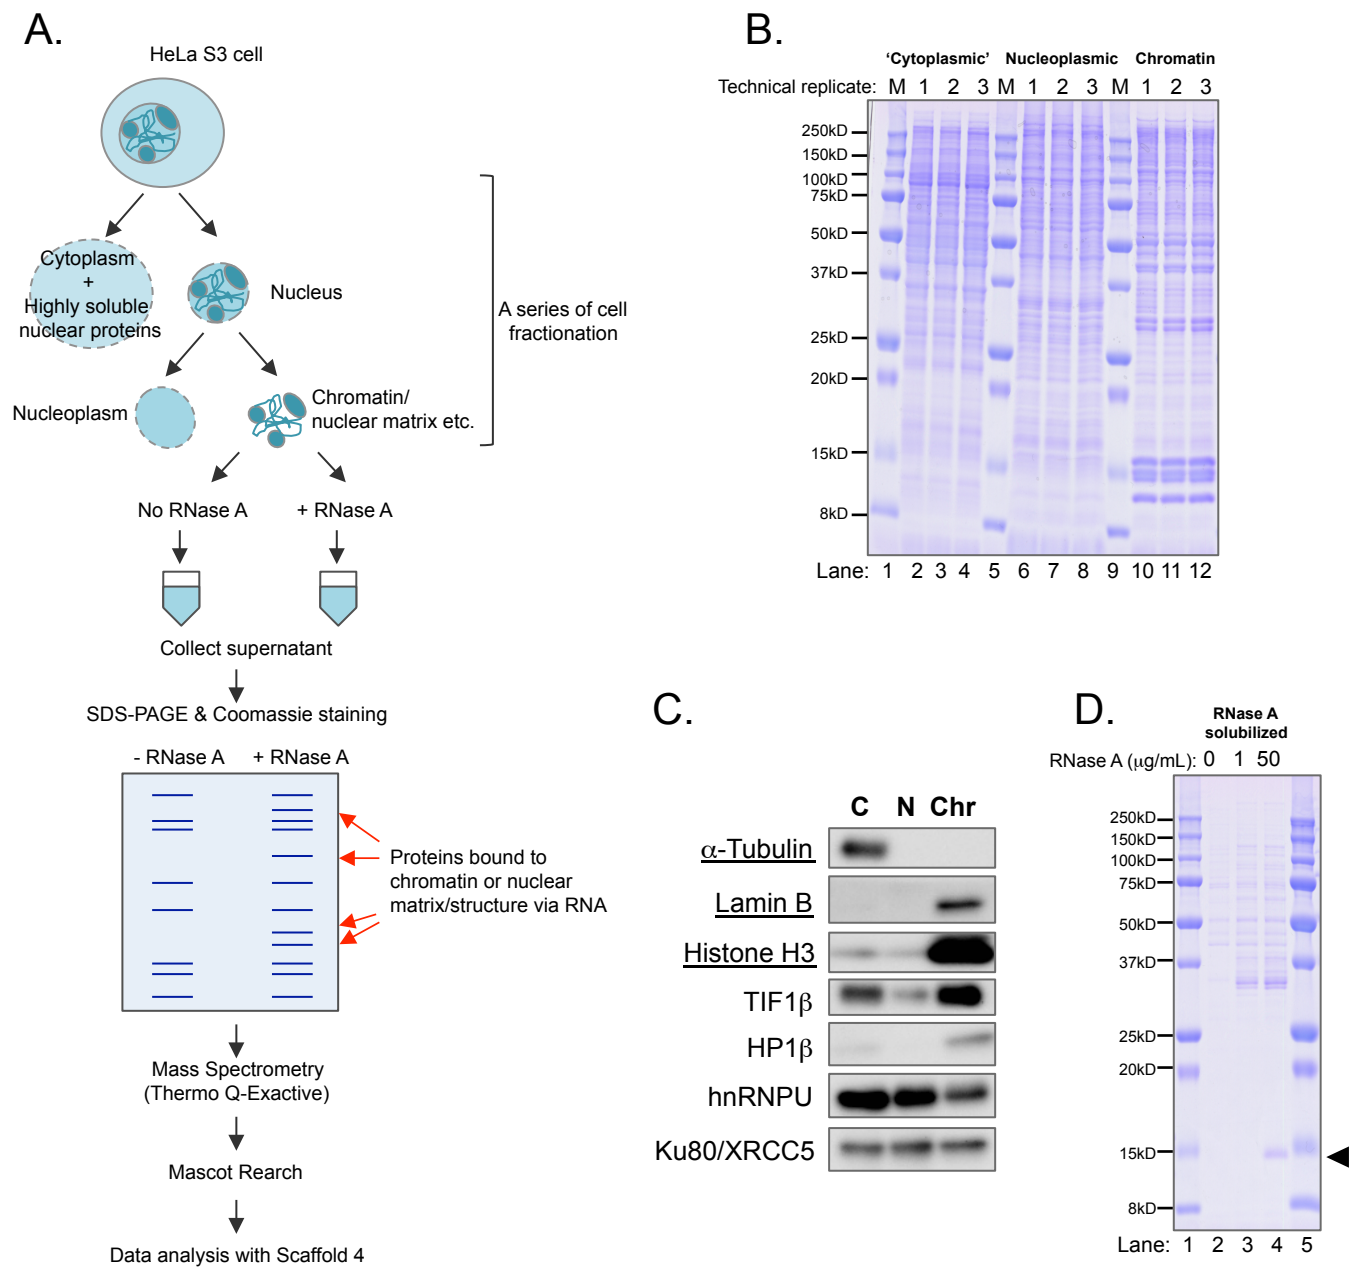 A.
HeLa S3 cell
Cytoplasm
+
Highly soluble
nuclear proteins
Nucleus
A series of cell
fractionation
Nucleoplasm
Chromatin/
nuclear matrix etc.
No RNase A
+ RNase A
Collect supernatant
SDS-PAGE & Coomassie staining
- RNase A
+ RNase A
Proteins bound to
chromatin or nuclear
matrix/structure via RNA
Mass Spectrometry
(Thermo Q-Exactive)
Mascot Rearch
Data analysis with Scaffold 4
B.
'Cytoplasmic' Nucleoplasmic Chromatin
Technical replicate: M 1 2 3 M 1 2 3 M 1 2 3
250kD
150kD
100kD
75kD
50kD
37kD
25kD
20kD
15kD
8kD
Lane: 1 2 3 4 5 6 7 8 9 10 11 12
C.
C N Chr
α-Tubulin
Lamin B
Histone H3
TIF1β
HP1β
hnRNPU
Ku80/XRCC5
D.
RNase A
solubilized
RNase A (μg/mL): 0 1 50
250kD
150kD
100kD
75kD
50kD
37kD
25kD
20kD
15kD
8kD
Lane: 1 2 3 4 5